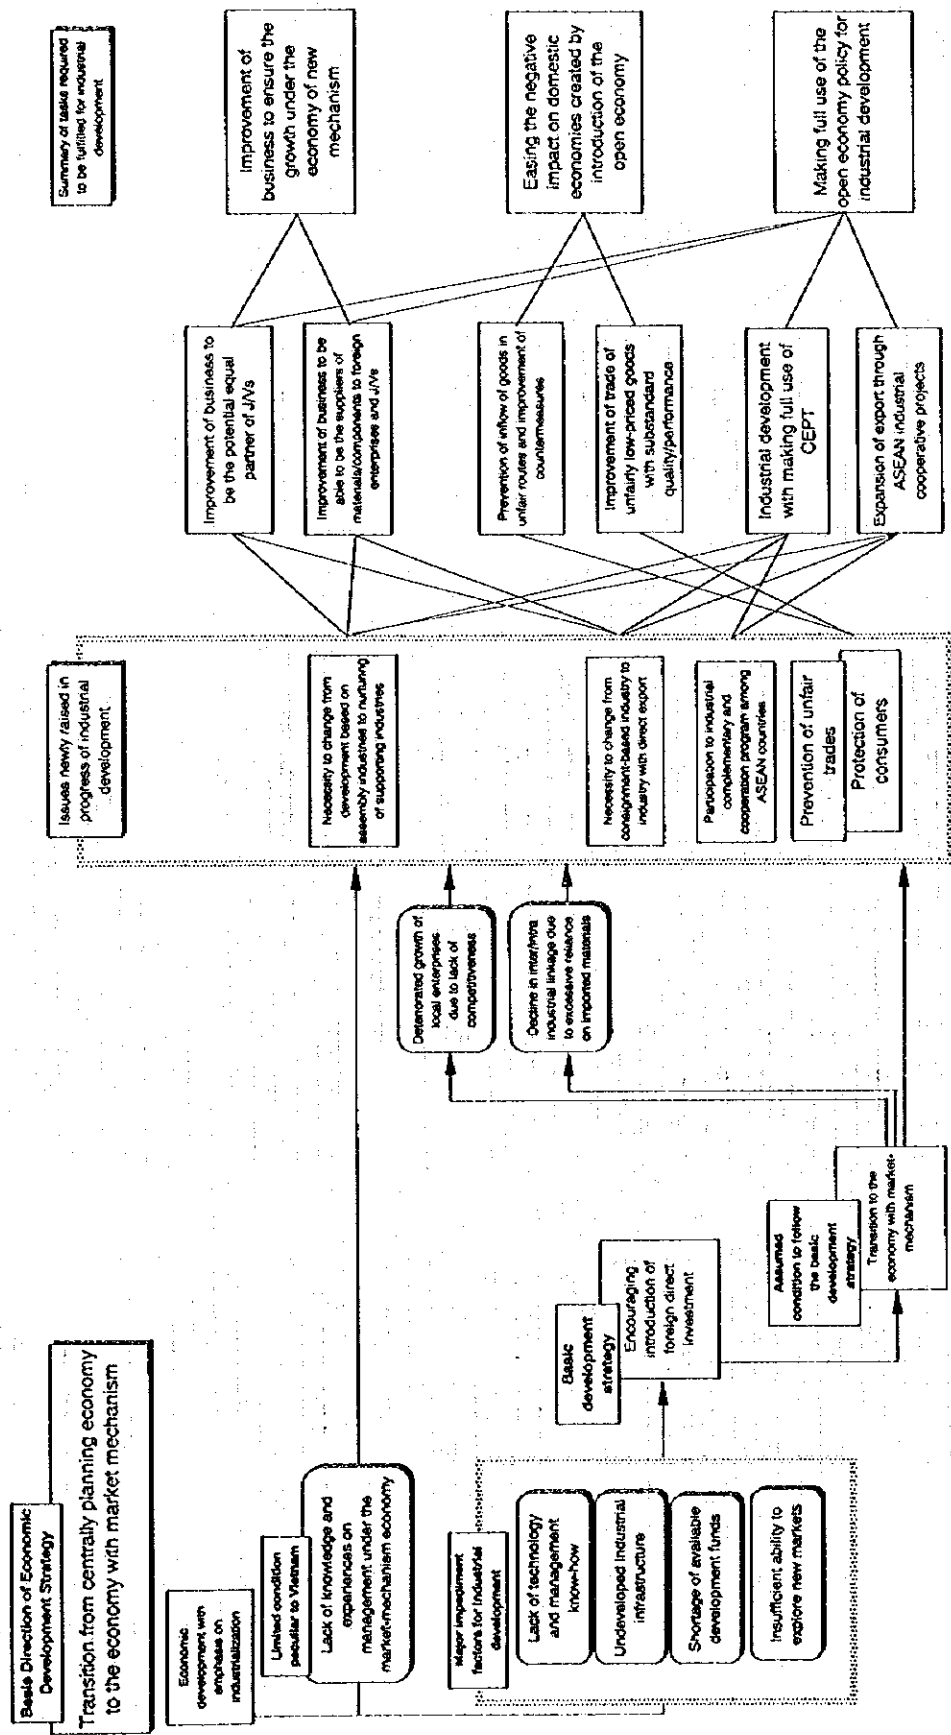 Basic Direction of Economic
Development Strategy
Transition from centrally planning economy
to the economy with market mechanism
Economic
development with
emphasis on
industrialization
Limited condition
peculiar to Vietnam
Lack of knowledge and
experiences on
management under the
market-mechanism economy
Major impediment
factors for industrial
development
Lack of technology
and management
know-how
Undeveloped industrial
infrastructure
Shortage of available
development funds
Insufficient ability to
explore new markets
Basic
development
strategy
Encouraging
introduction of
foreign direct
investment
Assumed
condition to follow
the basic
development
strategy
Transition to the
economy with market-
mechanism
Deteriorated growth of
local enterprises
due to lack of
competitiveness
Decline in inter/intra
industrial linkage due
to excessive reliance
on imported materials
Issues newly raised in
progress of industrial
development
Necessity to change from
development based on
assembly industries to nurturing
of supporting industries
Necessity to change from
consignment-based industry to
industry with direct export
Participation to industrial
complementary and
cooperation program among
ASEAN countries
Prevention of unfair
trades
Protection of
consumers
Improvement of business to
be the potential equal
partner of J/Vs
Improvement of business to be
able to be the suppliers of
material/components to foreign
enterprises and J/Vs
Prevention of inflow of goods in
unfair routes and improvement of
countermeasures
Improvement of trade of
unfairly low-priced goods
with substandard
quality/performance
Industrial development
with making full use of
CEPT
Expansion of export through
ASEAN industrial
cooperative projects
Summary of tasks required
to be fulfilled for industrial
development
Improvement of
business to ensure the
growth under the
economy of new
mechanism
Easing the negative
impact on domestic
economies created by
introduction of the
open economy
Making full use of the
open economy policy for
industrial development